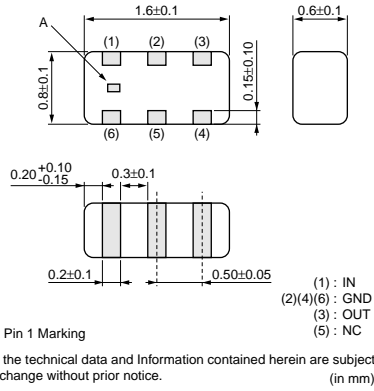 1.6±0.1
0.6±0.1
A
(1) (2) (3)
0.8±0.1
0.15±0.10
(6) (5) (4)
0.20 +0.10 -0.15
0.3±0.1
0.2±0.1
0.50±0.05
(1) : IN
(2)(4)(6) : GND
(3) : OUT
(5) : NC
Pin 1 Marking
the technical data and Information contained herein are subject
change without prior notice.
(in mm)